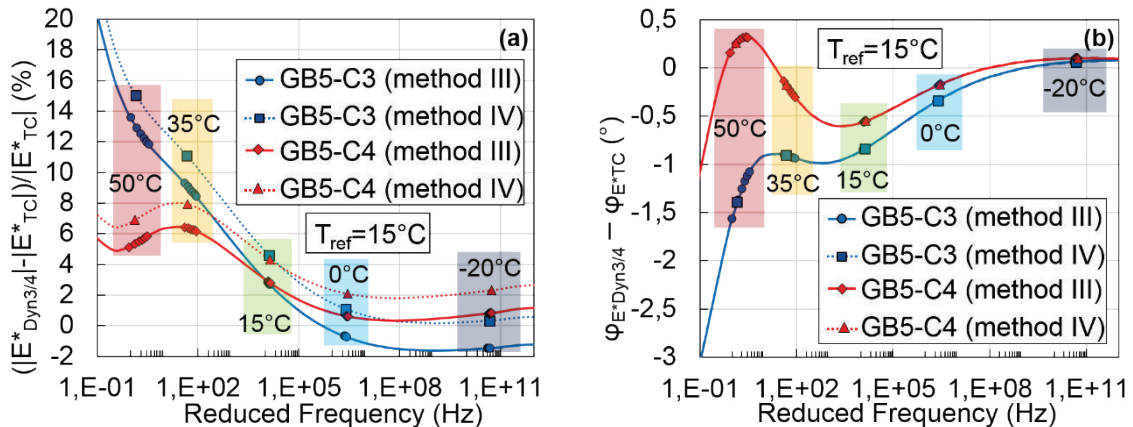 (|E*Dyn3/4|-|E*TC|)/|E*TC| (%)
20
18
16
14
12
10
8
6
4
2
0
-2
(a)
GB5-C3 (method III)
GB5-C3 (method IV)
GB5-C4 (method III)
GB5-C4 (method IV)
50°C
35°C
Tref=15°C
15°C
0°C
-20°C
1,E-01 1,E+02 1,E+05 1,E+08 1,E+11
Reduced Frequency (Hz)
φE*Dyn3/4 – φE*TC (°)
0,5
0
-0,5
-1
-1,5
-2
-2,5
-3
Tref=15°C
(b)
-20°C
50°C
0°C
35°C
15°C
GB5-C3 (method III)
GB5-C3 (method IV)
GB5-C4 (method III)
GB5-C4 (method IV)
1,E-01 1,E+02 1,E+05 1,E+08 1,E+11
Reduced Frequency (Hz)